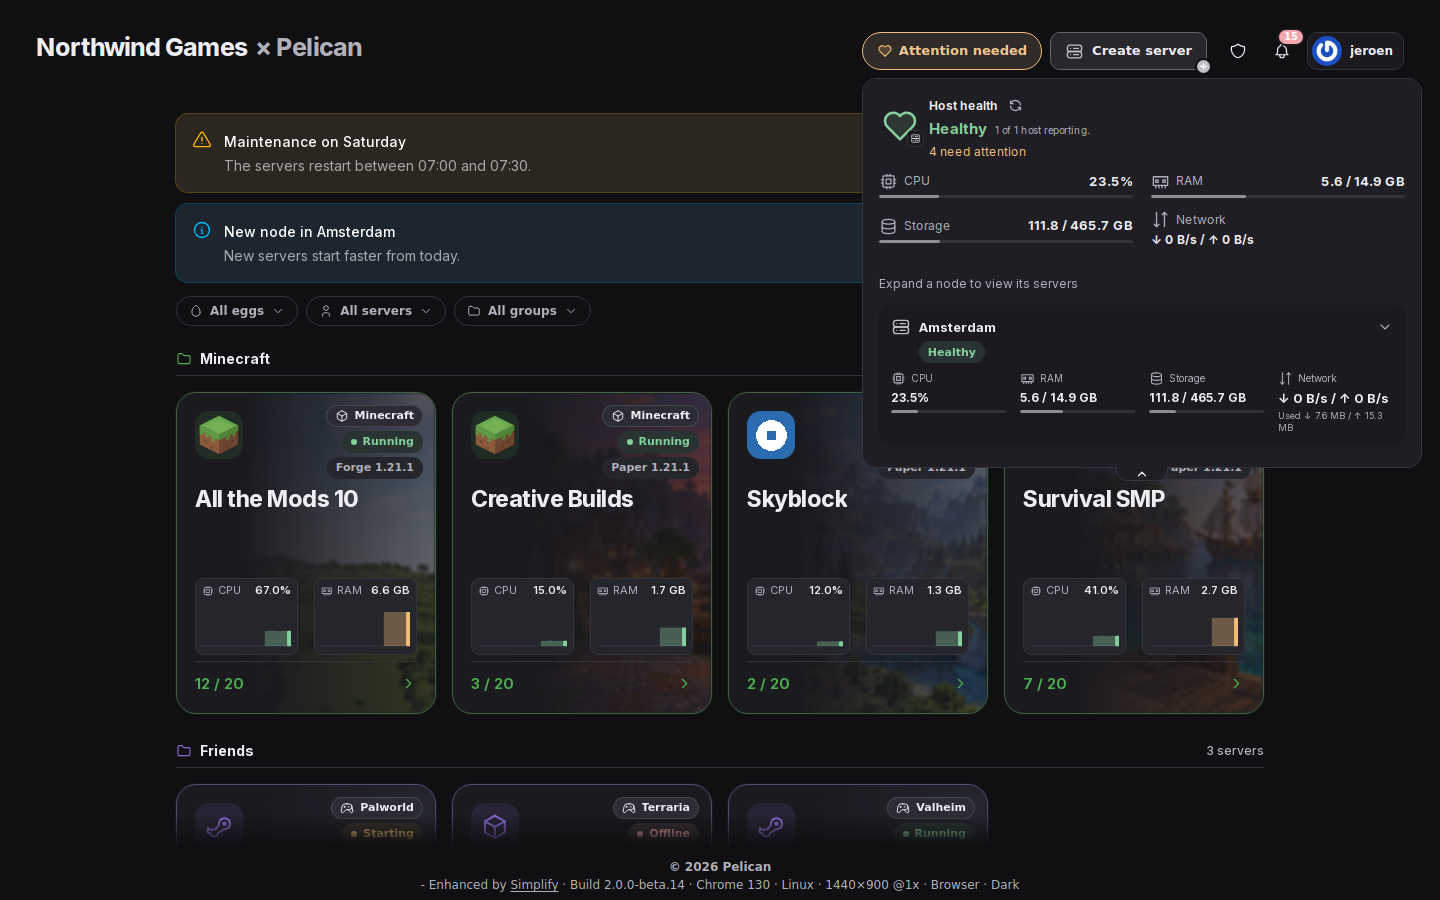 Northwind Games × Pelican
Attention needed
Create server
15
jeroen
Maintenance on Saturday
The servers restart between 07:00 and 07:30.
New node in Amsterdam
New servers start faster from today.
Host health
Healthy 1 of 1 host reporting.
4 need attention
CPU 23.5%
RAM 5.6 / 14.9 GB
Storage 111.8 / 465.7 GB
Network
↓ 0 B/s / ↑ 0 B/s
Expand a node to view its servers
Amsterdam
Healthy
CPU
23.5%
RAM
5.6 / 14.9 GB
Storage
111.8 / 465.7 GB
Network
↓ 0 B/s / ↑ 0 B/s
Used ↓ 7.6 MB / ↑ 15.3
MB
All eggs
All servers
All groups
Minecraft
Minecraft
Running
Forge 1.21.1
All the Mods 10
CPU 67.0%
RAM 6.6 GB
12 / 20
Minecraft
Running
Paper 1.21.1
Creative Builds
CPU 15.0%
RAM 1.7 GB
3 / 20
Paper 1.21.1
Skyblock
CPU 12.0%
RAM 1.3 GB
2 / 20
aper 1.21.1
Survival SMP
CPU 41.0%
RAM 2.7 GB
7 / 20
Friends
3 servers
Palworld
Starting
Terraria
Offline
Valheim
Running
© 2026 Pelican
- Enhanced by Simplify · Build 2.0.0-beta.14 · Chrome 130 · Linux · 1440×900 @1x · Browser · Dark